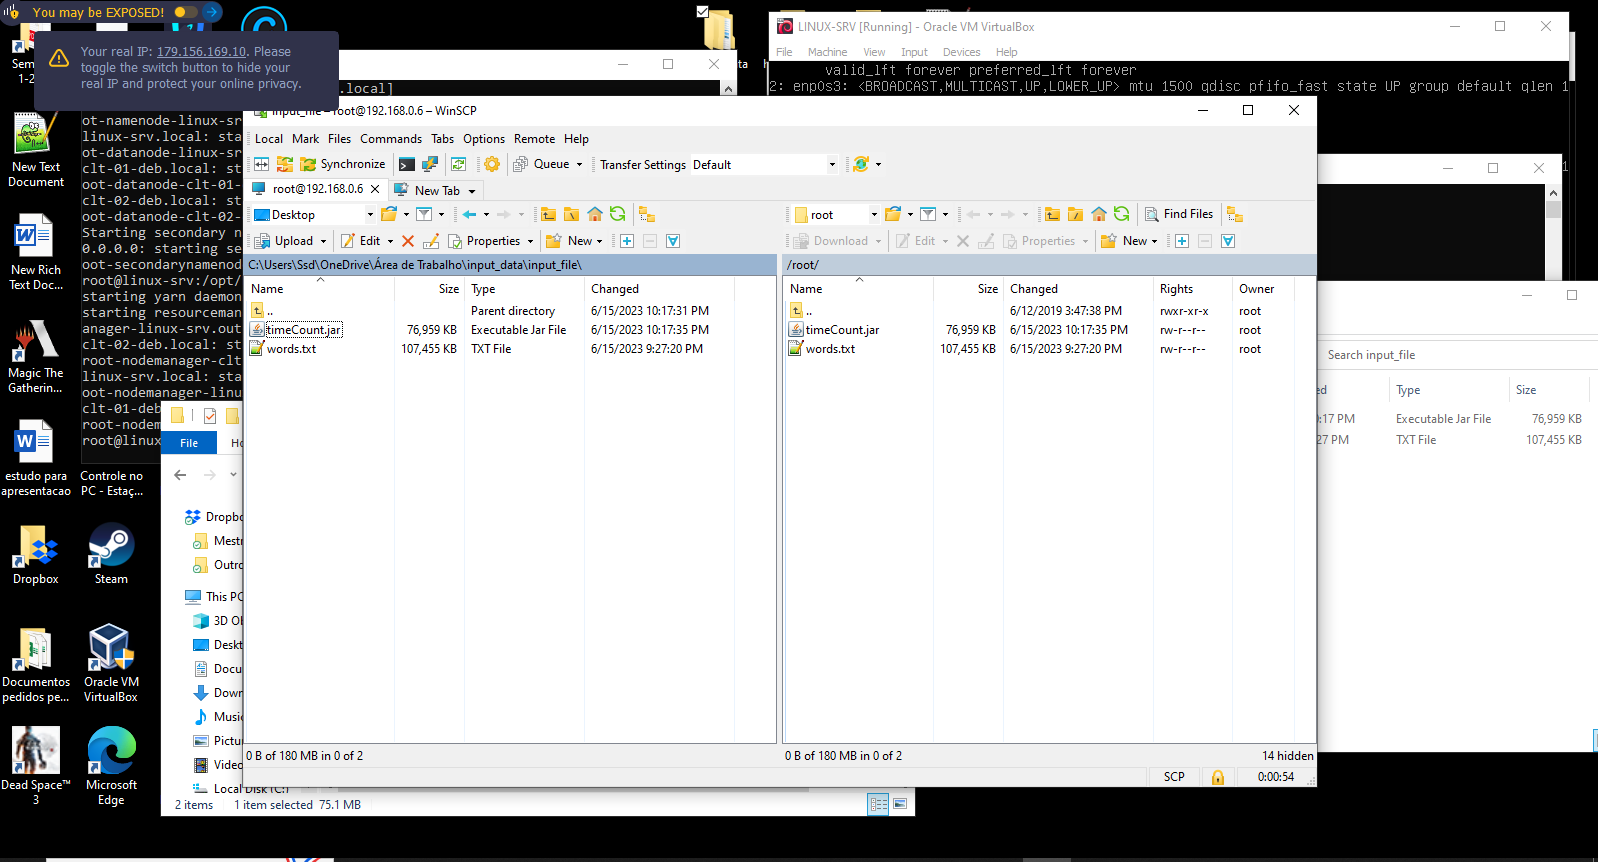 You may be EXPOSED!
Your real IP: 179.156.169.10. Please
toggle the switch button to hide your
real IP and protect your online privacy.
Sem
1-2
New Text
Document
New Rich
Text Doc...
Magic The
Gatherin...
estudo para
apresentacao
Controle no
PC - Estaç...
Dropbox
Steam
Documentos
pedidos pe...
Oracle VM
VirtualBox
Dead Space™
3
Microsoft
Edge
.local]
ot-namenode-linux-sr
linux-srv.local: sta
ot-datanode-linux-sr
clt-01-deb.local: st
oot-datanode-clt-01-
clt-02-deb.local: st
oot-datanode-clt-02-
Starting secondary n
0.0.0.0: starting se
oot-secondarynamenod
root@linux-srv:/opt/
starting yarn daemon
starting resourceman
anager-linux-srv.out
clt-02-deb.local: st
root-nodemanager-clt
linux-srv.local: sta
oot-nodemanager-linu
clt-01-deb
root-nodem
root@linux
LINUX-SRV [Running] - Oracle VM VirtualBox
File Machine View Input Devices Help
valid_lft forever preferred_lft forever
2: enp0s3: <BROADCAST,MULTICAST,UP,LOWER_UP> mtu 1500 qdisc pfifo_fast state UP group default qlen 1
input_file – root@192.168.0.6 – WinSCP
Local Mark Files Commands Tabs Options Remote Help
Synchronize Queue Transfer Settings Default
root@192.168.0.6 New Tab
Desktop
Upload Edit Properties New
C:\Users\Ssd\OneDrive\Área de Trabalho\input_data\input_file\
Name Size Type Changed
.. Parent directory 6/15/2023 10:17:31 PM
timeCount.jar 76,959 KB Executable Jar File 6/15/2023 10:17:35 PM
words.txt 107,455 KB TXT File 6/15/2023 9:27:20 PM
0 B of 180 MB in 0 of 2
root Find Files
Download Edit Properties New
/root/
Name Size Changed Rights Owner
.. 6/12/2019 3:47:38 PM rwxr-xr-x root
timeCount.jar 76,959 KB 6/15/2023 10:17:35 PM rw-r--r-- root
words.txt 107,455 KB 6/15/2023 9:27:20 PM rw-r--r-- root
0 B of 180 MB in 0 of 2 14 hidden
SCP 0:00:54
File Ho
Dropbo
Mestr
Outro
This PC
3D Ob
Deskt
Docu
Down
Music
Pictu
Video
Local Disk (C:)
2 items 1 item selected 75.1 MB
Search input_file
ed Type Size
0:17 PM Executable Jar File 76,959 KB
27 PM TXT File 107,455 KB